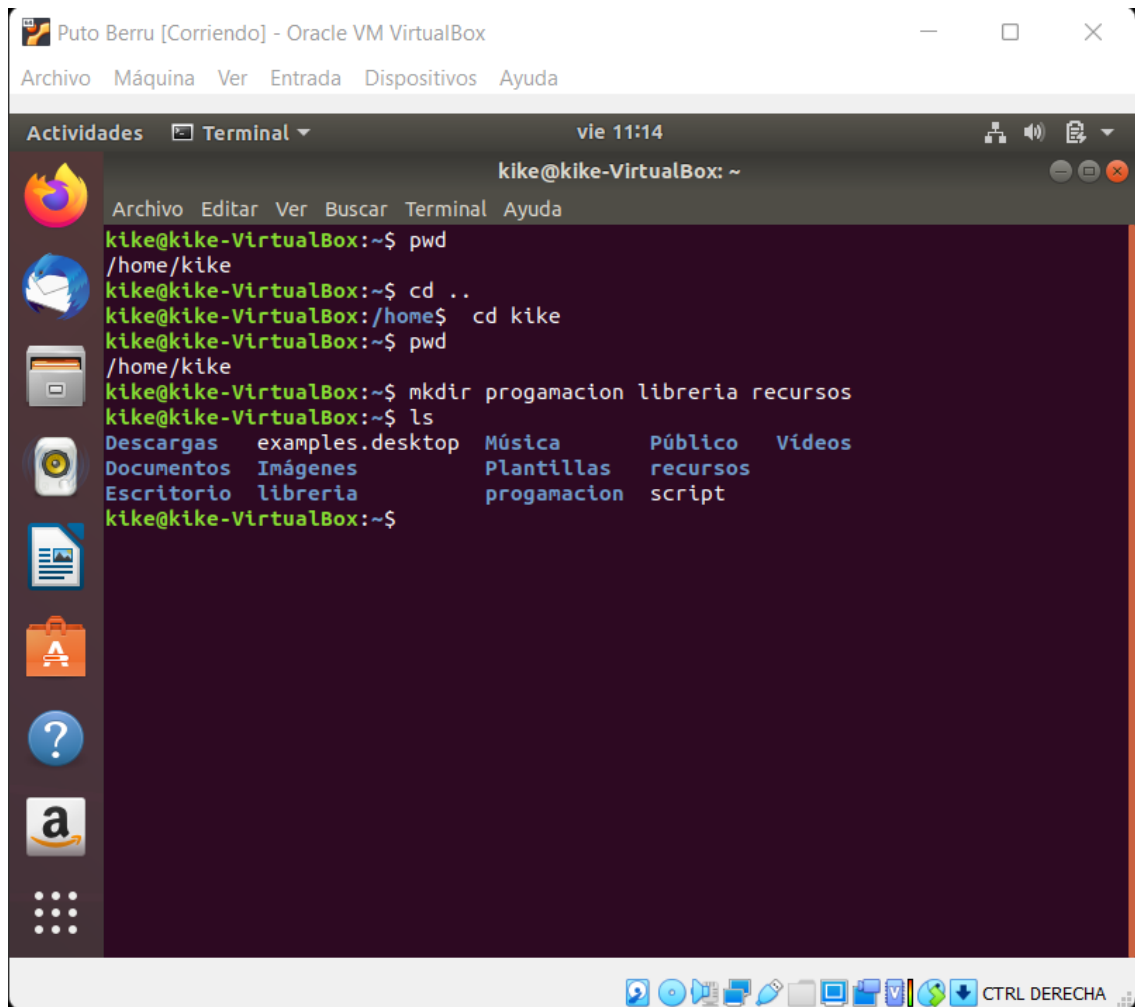 Puto Berru [Corriendo] - Oracle VM VirtualBox
Archivo Máquina Ver Entrada Dispositivos Ayuda
Actividades Terminal vie 11:14
kike@kike-VirtualBox: ~
Archivo Editar Ver Buscar Terminal Ayuda
kike@kike-VirtualBox:~$ pwd
/home/kike
kike@kike-VirtualBox:~$ cd ..
kike@kike-VirtualBox:/home$  cd kike
kike@kike-VirtualBox:~$ pwd
/home/kike
kike@kike-VirtualBox:~$ mkdir progamacion libreria recursos
kike@kike-VirtualBox:~$ ls
Descargas examples.desktop Música Público Vídeos
Documentos Imágenes Plantillas recursos
Escritorio libreria progamacion script
kike@kike-VirtualBox:~$
a
CTRL DERECHA